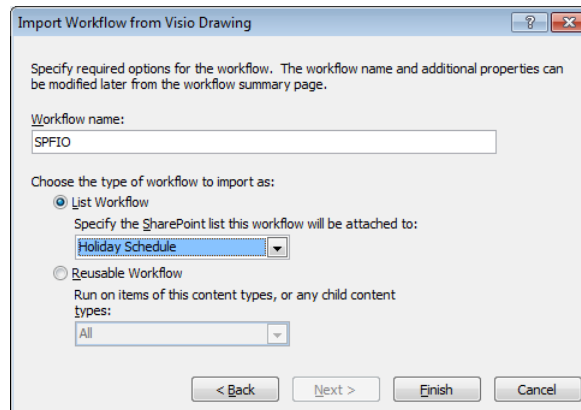 Import Workflow from Visio Drawing
Specify required options for the workflow. The workflow name and additional properties can
be modified later from the workflow summary page.
Workflow name:
SPFIO
Choose the type of workflow to import as:
List Workflow
Specify the SharePoint list this workflow will be attached to:
Holiday Schedule
Reusable Workflow
Run on items of this content types, or any child content
types:
All
< Back Next > Finish Cancel